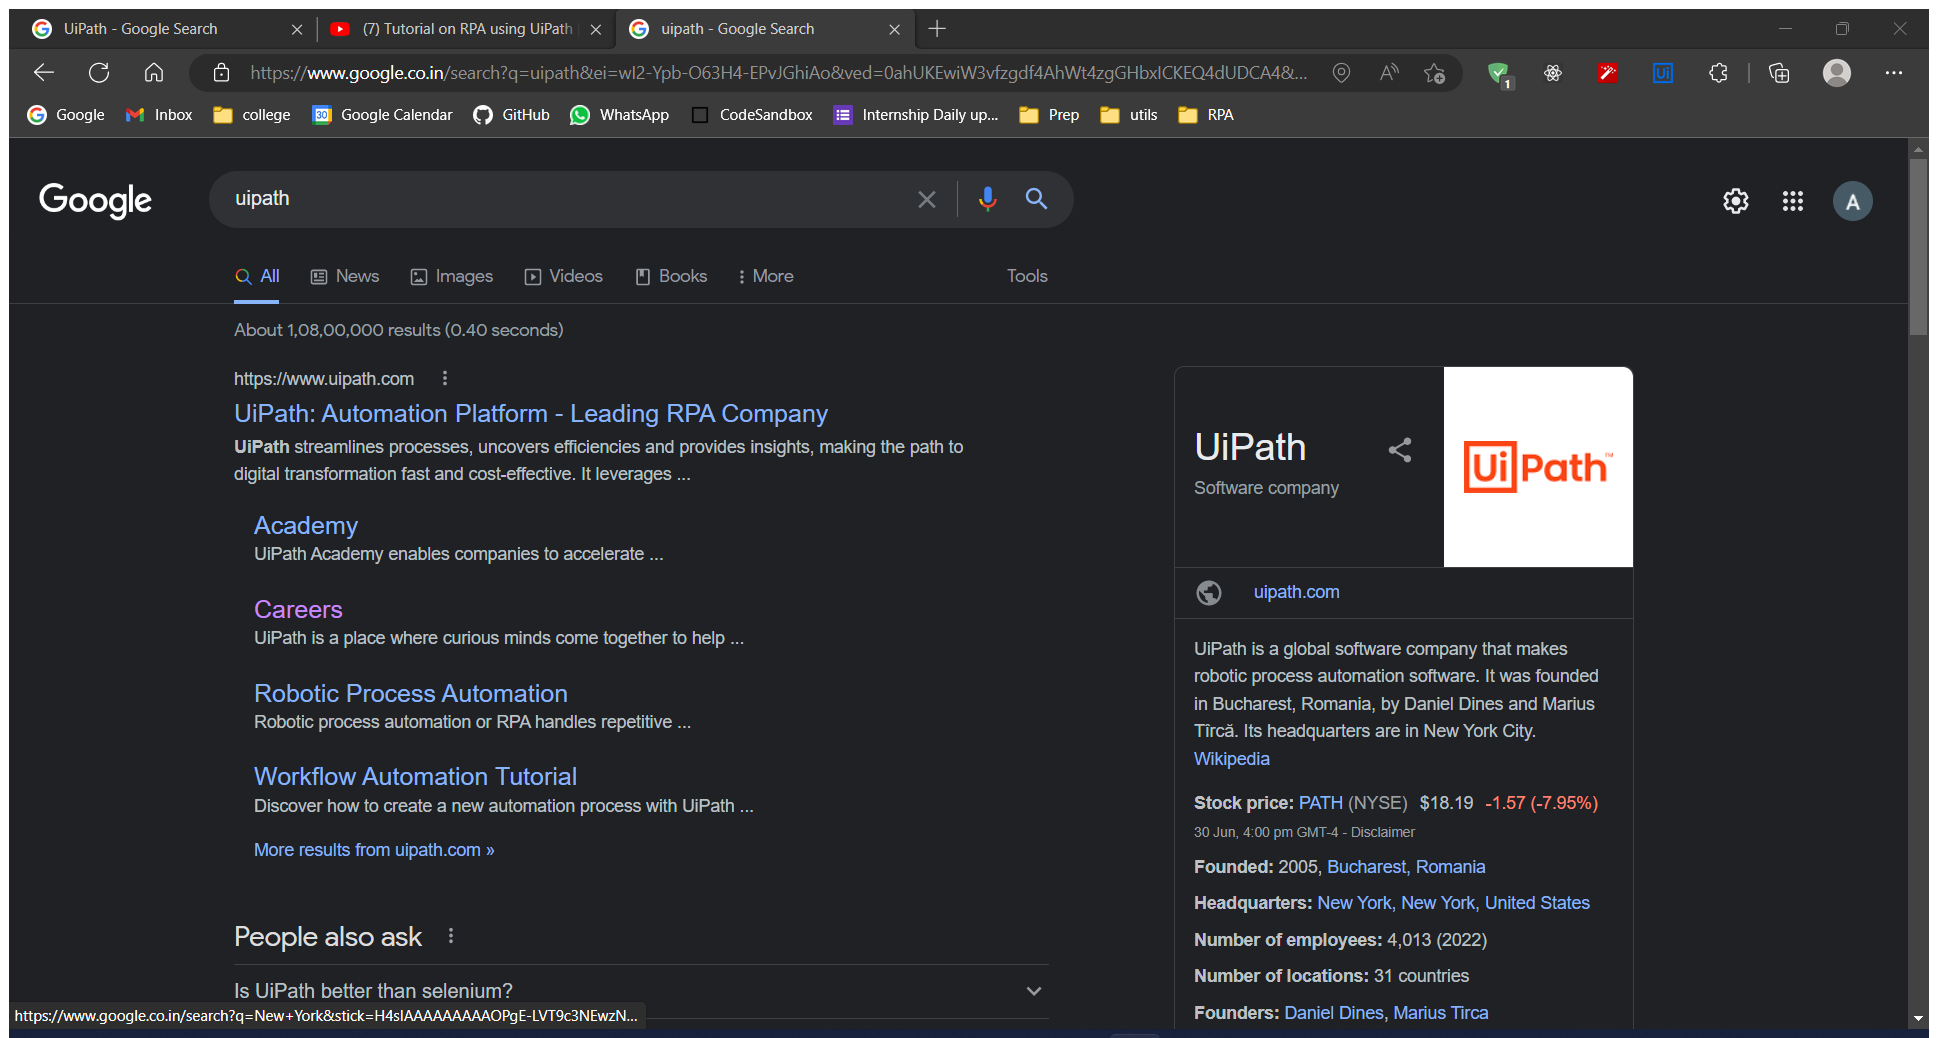 UiPath - Google Search
(7) Tutorial on RPA using UiPath
uipath - Google Search
https://www.google.co.in/search?q=uipath&ei=wl2-Ypb-O63H4-EPvJGhiAo&ved=0ahUKEwiW3vfzgdf4AhWt4zgGHbxICKEQ4dUDCA4&...
1
Google Inbox college 30 Google Calendar GitHub WhatsApp CodeSandbox Internship Daily up... Prep utils RPA
Google
uipath
A
All News Images Videos Books More Tools
About 1,08,00,000 results (0.40 seconds)
https://www.uipath.com
UiPath: Automation Platform - Leading RPA Company
UiPath streamlines processes, uncovers efficiencies and provides insights, making the path to
digital transformation fast and cost-effective. It leverages ...
Academy
UiPath Academy enables companies to accelerate ...
Careers
UiPath is a place where curious minds come together to help ...
Robotic Process Automation
Robotic process automation or RPA handles repetitive ...
Workflow Automation Tutorial
Discover how to create a new automation process with UiPath ...
More results from uipath.com »
People also ask
Is UiPath better than selenium?
https://www.google.co.in/search?q=New+York&stick=H4sIAAAAAAAAAOPgE-LVT9c3NEwzN...
UiPath
Software company
Ui Path™
uipath.com
UiPath is a global software company that makes
robotic process automation software. It was founded
in Bucharest, Romania, by Daniel Dines and Marius
Tîrcă. Its headquarters are in New York City.
Wikipedia
Stock price: PATH (NYSE) $18.19 -1.57 (-7.95%)
30 Jun, 4:00 pm GMT-4 - Disclaimer
Founded: 2005, Bucharest, Romania
Headquarters: New York, New York, United States
Number of employees: 4,013 (2022)
Number of locations: 31 countries
Founders: Daniel Dines, Marius Tirca